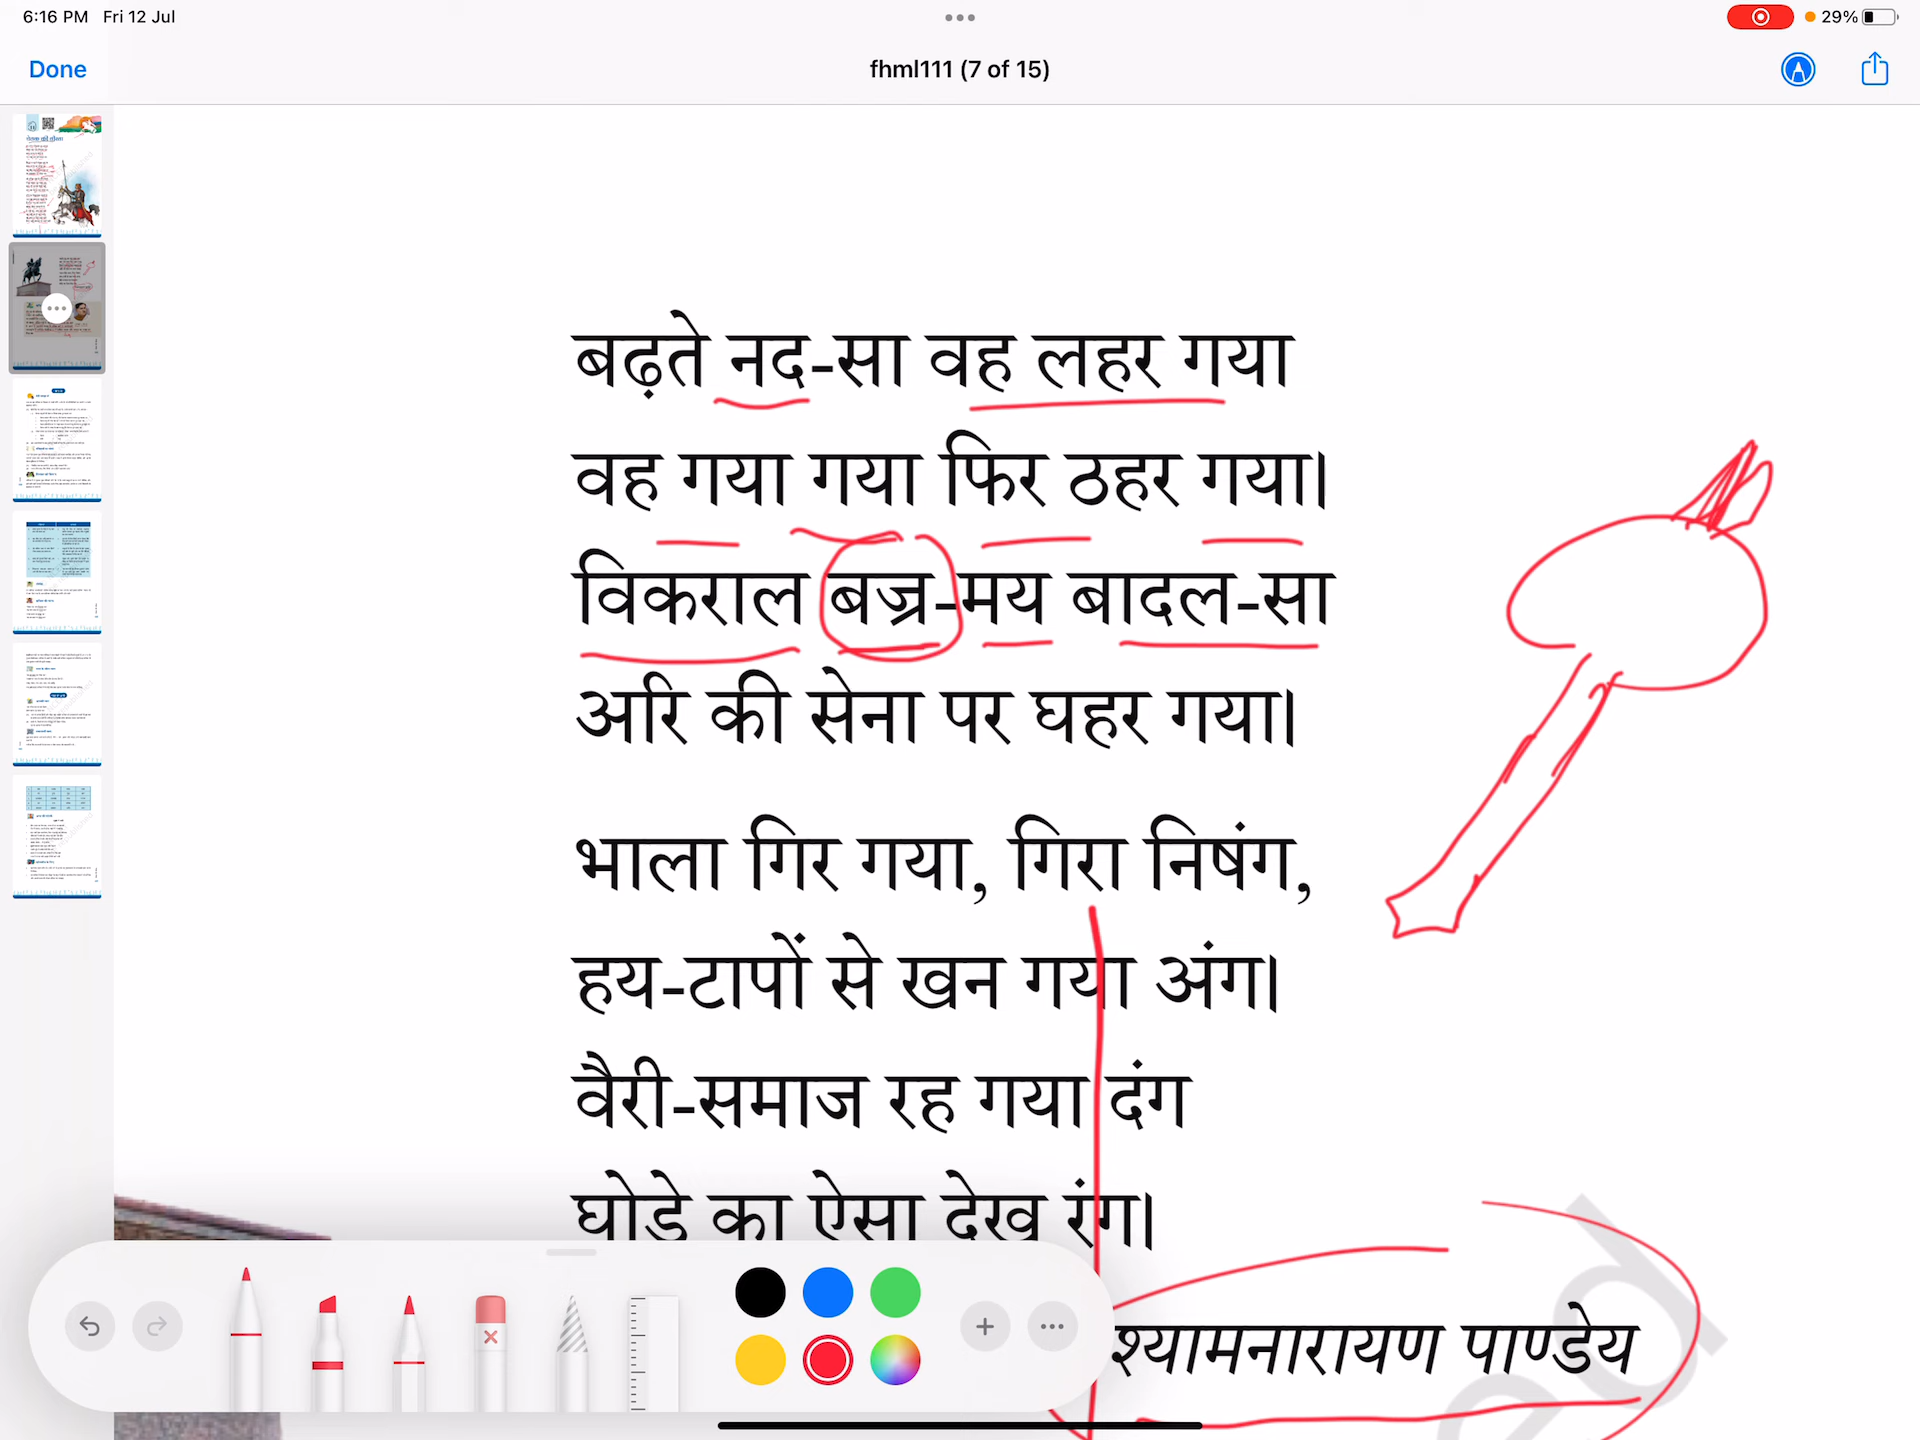 6:16 PM Fri 12 Jul
29%
Done
fhml111 (7 of 15)
बढ़ते नद-सा वह लहर गया
वह गया गया फिर ठहर गया।
विकराल बज्र-मय बादल-सा
अरि की सेना पर घहर गया।
भाला गिर गया, गिरा निषंग,
हय-टापों से खन गया अंग।
वैरी-समाज रह गया दंग
घोड़े का ऐसा देख रंग।
श्यामनारायण पाण्डेय